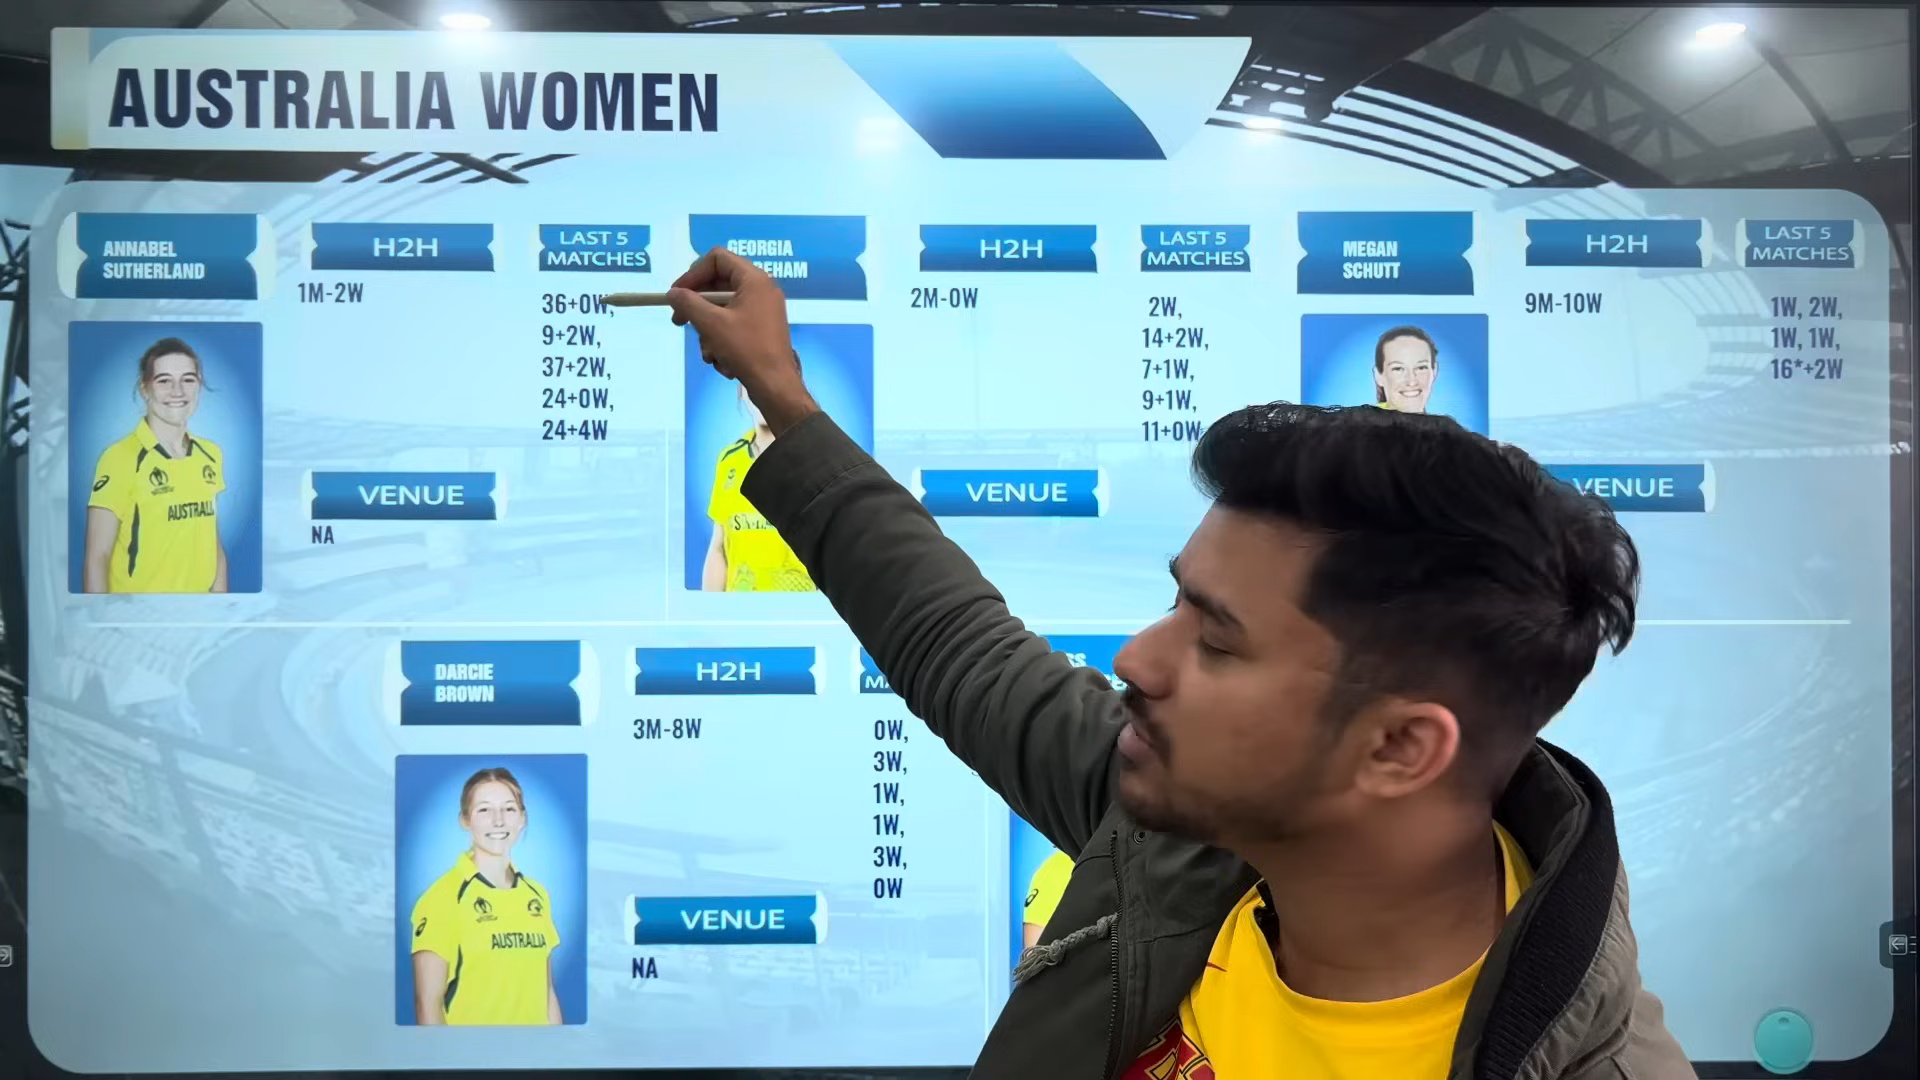 AUSTRALIA WOMEN
ANNABEL
SUTHERLAND
H2H
1M-2W
LAST 5
MATCHES
36+0W,
9+2W,
37+2W,
24+0W,
24+4W
VENUE
NA
AUSTRALIA
GEORGIA
H2H
2M-0W
LAST 5
MATCHES
2W,
14+2W,
7+1W,
9+1W,
11+0W
VENUE
MEGAN
SCHUTT
H2H
9M-10W
LAST 5
MATCHES
1W, 2W,
1W, 1W,
16*+2W
VENUE
DARCIE
BROWN
H2H
3M-8W
0W,
3W,
1W,
1W,
3W,
0W
VENUE
NA
AUSTRALIA